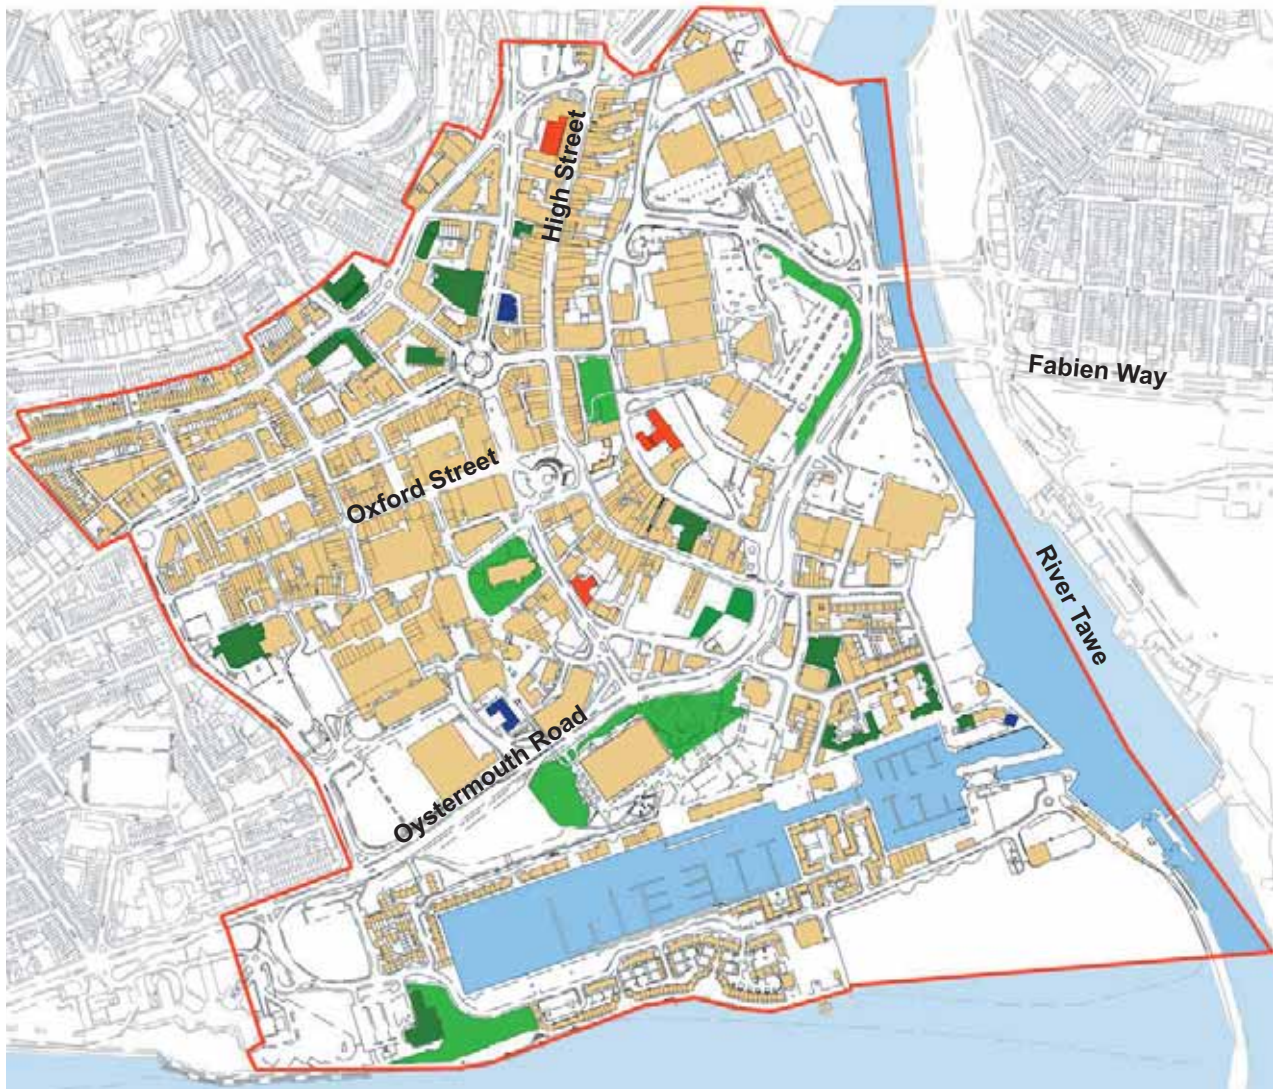 High Street
Fabien Way
Oxford Street
River Tawe
Oystermouth Road